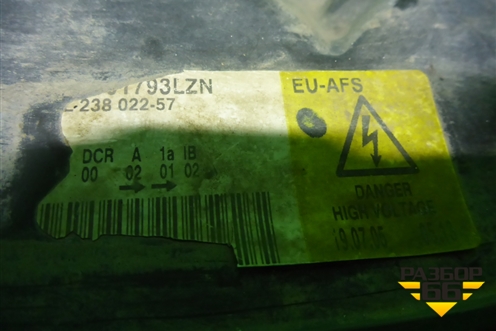 1793LZN
238 022-57
EU-AFS
DCR A 1a IB
00 02 01 02
DANGER
HIGH VOLTAGE
19.07.05
РАЗБОР
66